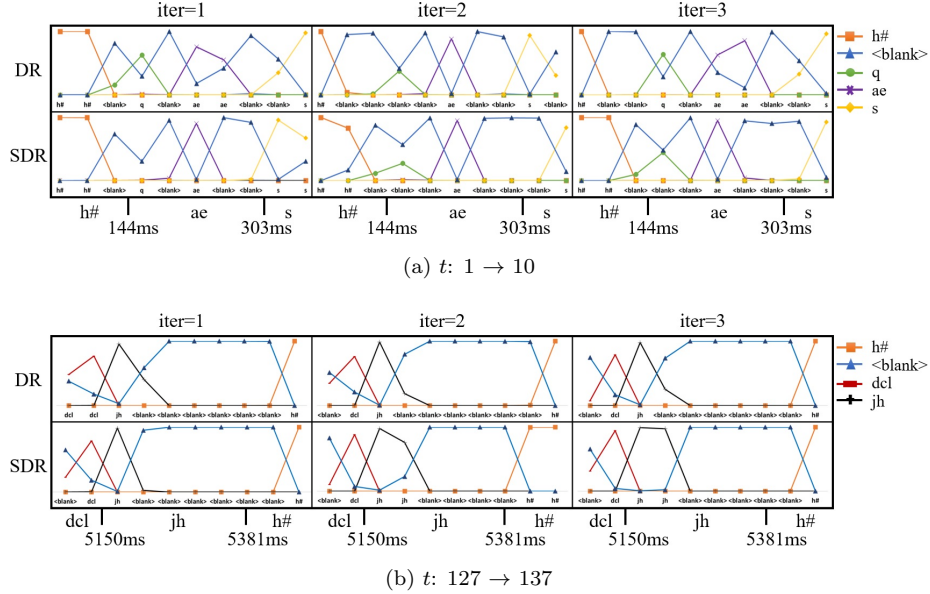 iter=1 iter=2 iter=3
DR
h# h# <blank> q <blank> ae ae <blank> <blank> s
h# <blank> <blank> <blank> <blank> ae <blank> <blank> s <blank>
h# <blank> <blank> q <blank> ae ae <blank> <blank> s
h#
<blank>
q
ae
s
SDR
h# h# <blank> q <blank> ae <blank> <blank> s s
h# h# <blank> <blank> <blank> ae <blank> <blank> <blank> s
h# h# <blank> <blank> <blank> ae <blank> <blank> <blank> s
h# ae s h# ae s h# ae s
144ms 303ms 144ms 303ms 144ms 303ms
(a) t: 1 → 10
iter=1 iter=2 iter=3
DR
dcl dcl jh <blank> <blank> <blank> <blank> <blank> <blank> h#
<blank> dcl jh <blank> <blank> <blank> <blank> <blank> <blank> h#
<blank> dcl jh <blank> <blank> <blank> <blank> <blank> <blank> h#
h#
<blank>
dcl
jh
SDR
<blank> dcl jh <blank> <blank> <blank> <blank> <blank> <blank> h#
<blank> dcl jh jh <blank> <blank> <blank> <blank> h# h#
<blank> dcl jh jh <blank> <blank> <blank> <blank> <blank> h#
dcl jh h# dcl jh h# dcl jh h#
5150ms 5381ms 5150ms 5381ms 5150ms 5381ms
(b) t: 127 → 137